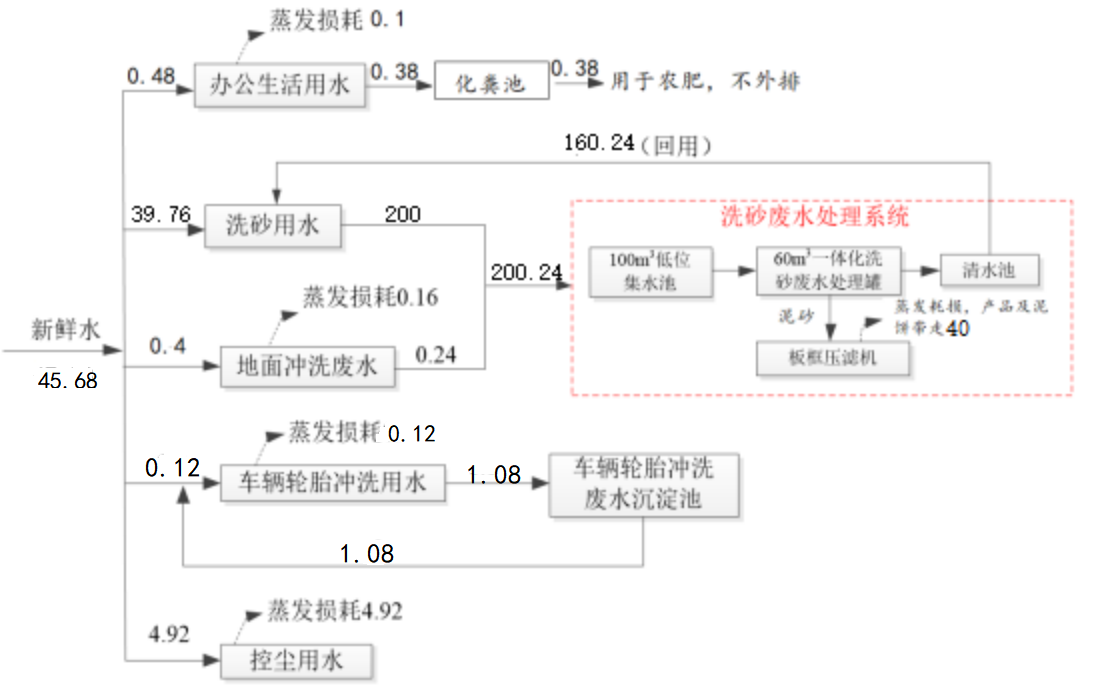 蒸发损耗 0.1
0.48
办公生活用水
0.38
化粪池
0.38
用于农肥，不外排
160.24（回用）
39.76
洗砂用水
200
洗砂废水处理系统
200.24
100m³低位
集水池
60m³一体化洗
砂废水处理罐
清水池
泥砂
蒸发耗损，产品及泥
饼带走40
板框压滤机
蒸发损耗0.16
新鲜水
45.68
0.4
地面冲洗废水
0.24
蒸发损耗 0.12
0.12
车辆轮胎冲洗用水
1.08
车辆轮胎冲洗
废水沉淀池
1.08
蒸发损耗4.92
4.92
控尘用水